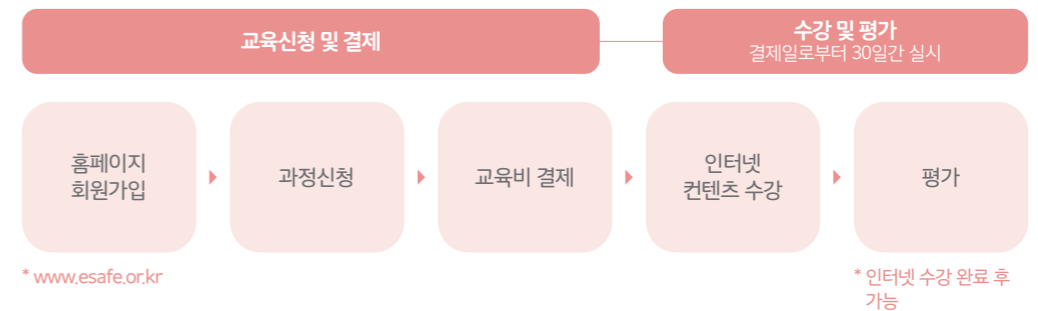 교육신청 및 결제
수강 및 평가
결제일로부터 30일간 실시
홈페이지
회원가입
과정신청
교육비 결제
인터넷
컨텐츠 수강
평가
* www.esafe.or.kr
* 인터넷 수강 완료 후
가능